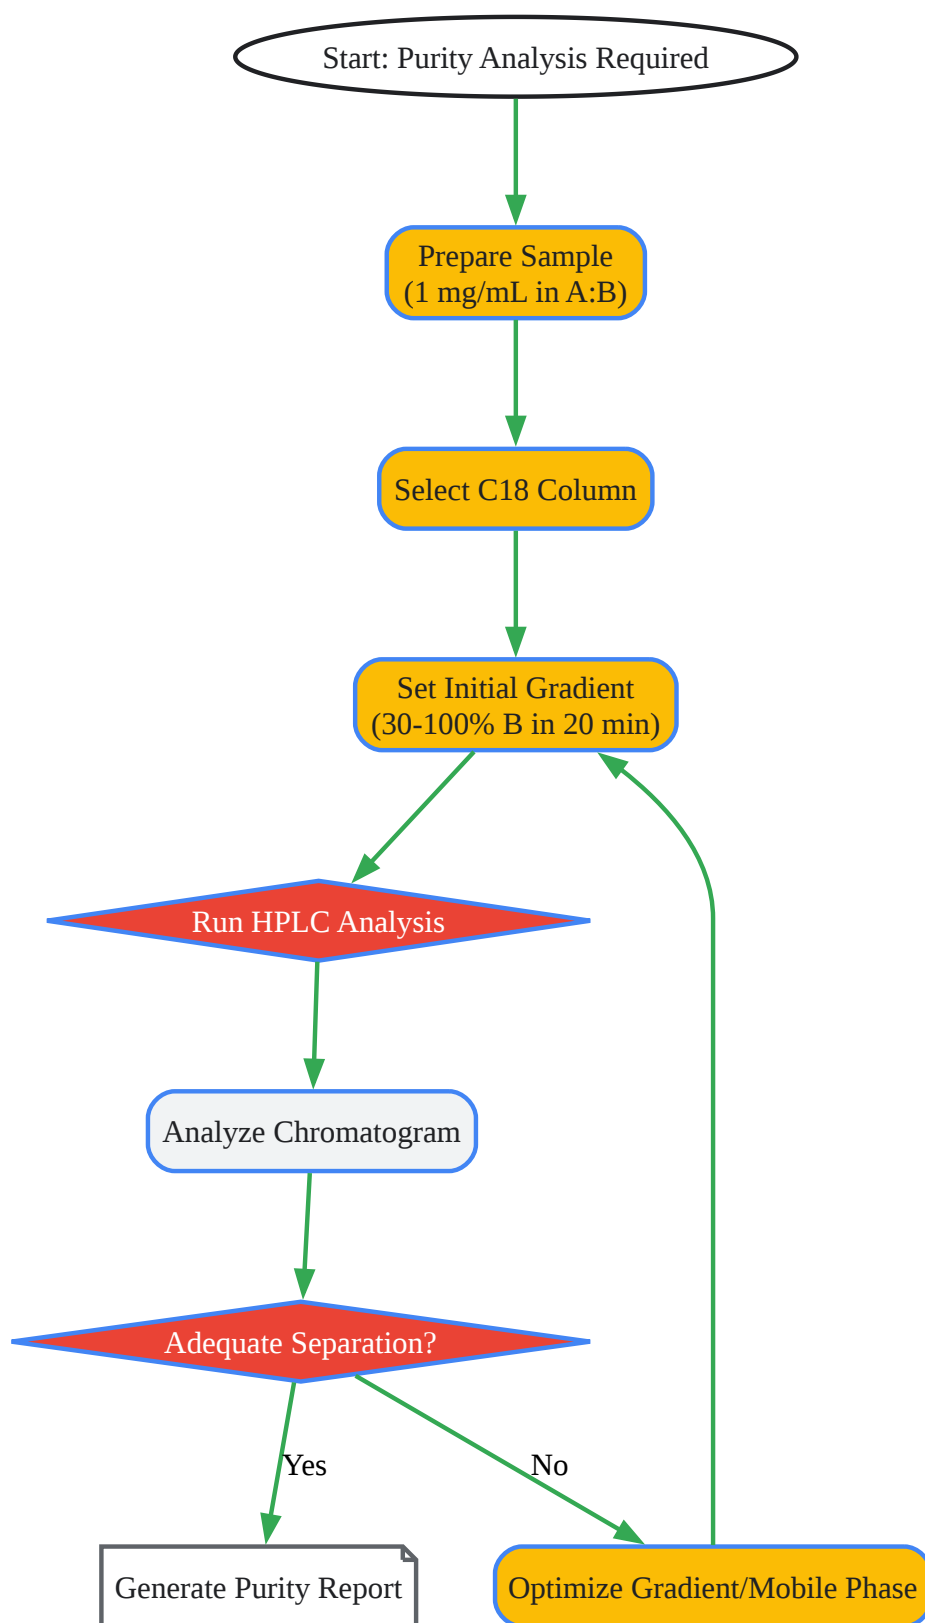 Start: Purity Analysis Required
Prepare Sample
(1 mg/mL in A:B)
Select C18 Column
Set Initial Gradient
(30-100% B in 20 min)
Run HPLC Analysis
Analyze Chromatogram
Adequate Separation?
Yes
No
Generate Purity Report
Optimize Gradient/Mobile Phase